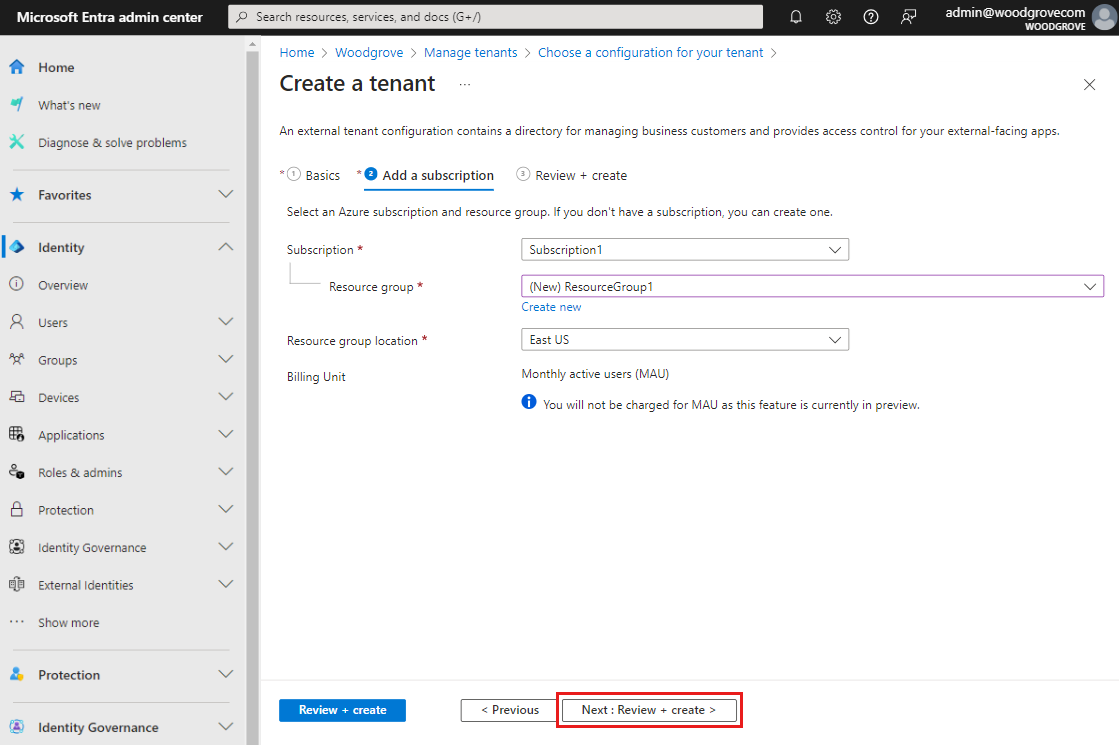 Microsoft Entra admin center
Search resources, services, and docs (G+/)
admin@woodgrovecom
WOODGROVE
Home
What's new
Diagnose & solve problems
Favorites
Identity
Overview
Users
Groups
Devices
Applications
Roles & admins
Protection
Identity Governance
External Identities
Show more
Protection
Identity Governance
Home > Woodgrove > Manage tenants > Choose a configuration for your tenant >
Create a tenant ...
An external tenant configuration contains a directory for managing business customers and provides access control for your external-facing apps.
* 1 Basics * 2 Add a subscription 3 Review + create
Select an Azure subscription and resource group. If you don't have a subscription, you can create one.
Subscription * Subscription1
Resource group * (New) ResourceGroup1
Create new
Resource group location * East US
Billing Unit Monthly active users (MAU)
You will not be charged for MAU as this feature is currently in preview.
Review + create < Previous Next : Review + create >